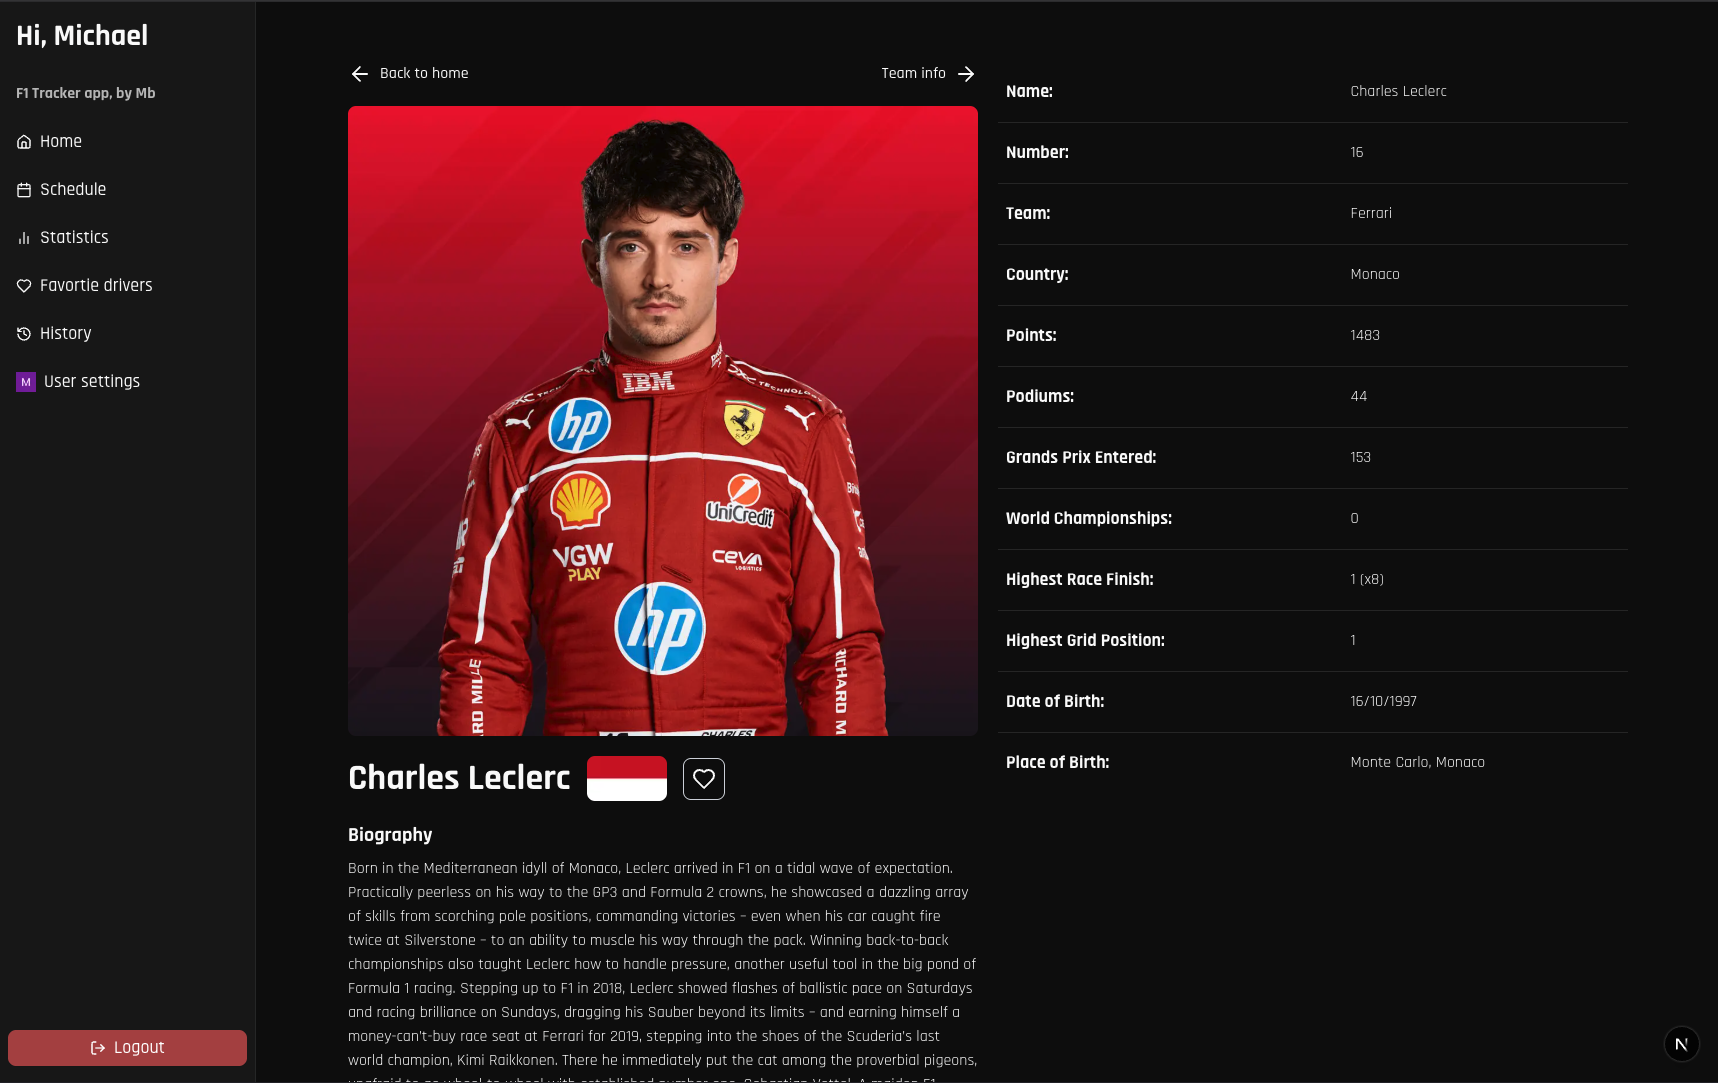 Hi, Michael
F1 Tracker app, by Mb
Home
Schedule
Statistics
Favortie drivers
History
M
User settings
Logout
Back to home
Team info
IBM
hp
UniCredit
VGW
PLAY
ceva
LOGISTICS
hp
RICHARD M
CHARLES
Charles Leclerc
Biography
Born in the Mediterranean idyll of Monaco, Leclerc arrived in F1 on a tidal wave of expectation.
Practically peerless on his way to the GP3 and Formula 2 crowns, he showcased a dazzling array
of skills from scorching pole positions, commanding victories – even when his car caught fire
twice at Silverstone – to an ability to muscle his way through the pack. Winning back-to-back
championships also taught Leclerc how to handle pressure, another useful tool in the big pond of
Formula 1 racing. Stepping up to F1 in 2018, Leclerc showed flashes of ballistic pace on Saturdays
and racing brilliance on Sundays, dragging his Sauber beyond its limits – and earning himself a
money-can't-buy race seat at Ferrari for 2019, stepping into the shoes of the Scuderia's last
world champion, Kimi Raikkonen. There he immediately put the cat among the proverbial pigeons,
Name: Charles Leclerc
Number: 16
Team: Ferrari
Country: Monaco
Points: 1483
Podiums: 44
Grands Prix Entered: 153
World Championships: 0
Highest Race Finish: 1 (x8)
Highest Grid Position: 1
Date of Birth: 16/10/1997
Place of Birth: Monte Carlo, Monaco
N